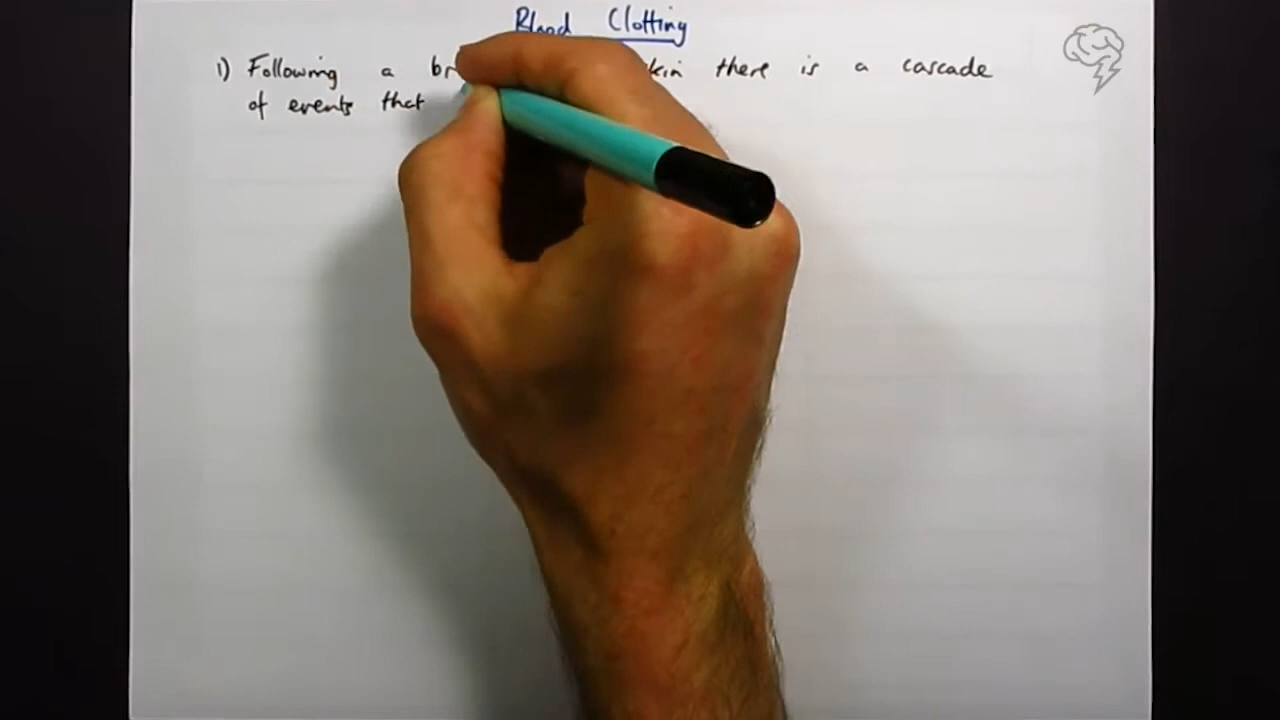 Blood Clotting
1) Following a br kin there is a cascade
of events that